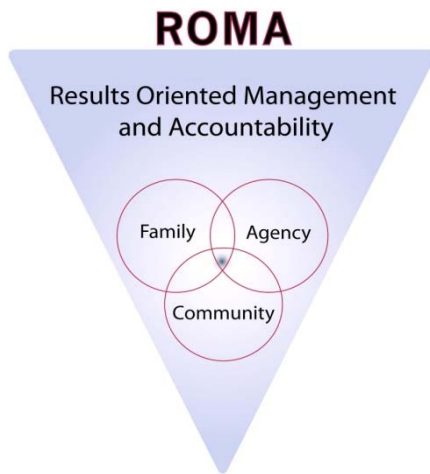 ROMA
Results Oriented Management
and Accountability
Family
Agency
Community